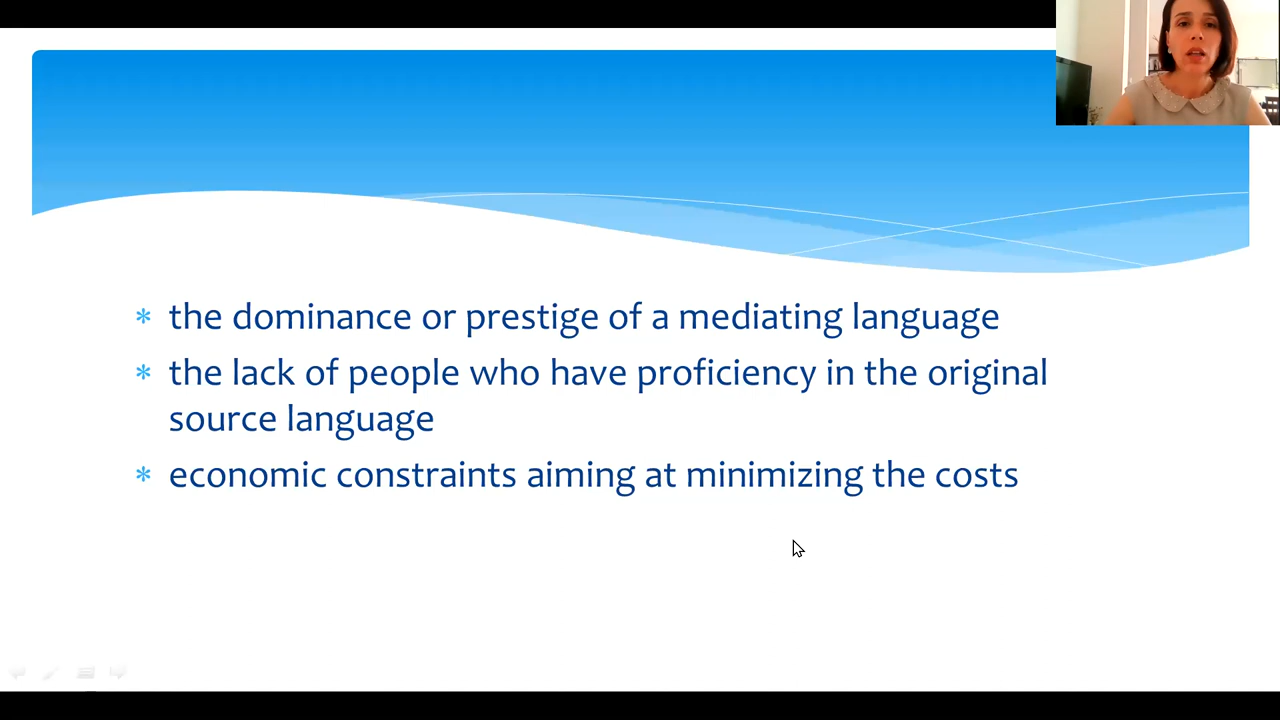 * the dominance or prestige of a mediating language
* the lack of people who have proficiency in the original
source language
* economic constraints aiming at minimizing the costs